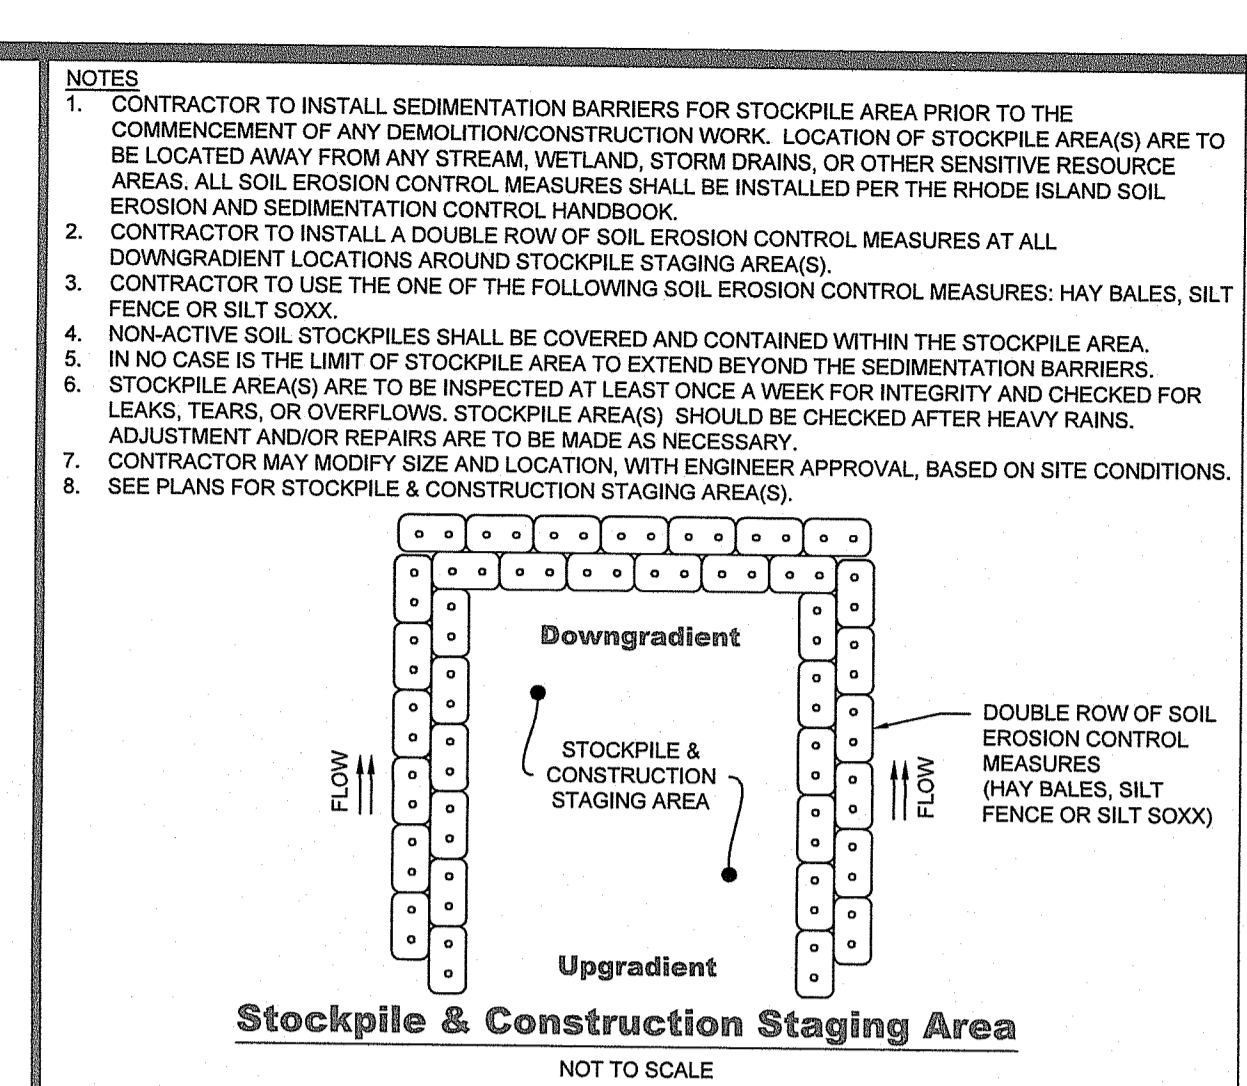 NOTES
1. CONTRACTOR TO INSTALL SEDIMENTATION BARRIERS FOR STOCKPILE AREA PRIOR TO THE
COMMENCEMENT OF ANY DEMOLITION/CONSTRUCTION WORK. LOCATION OF STOCKPILE AREA(S) ARE TO
BE LOCATED AWAY FROM ANY STREAM, WETLAND, STORM DRAINS, OR OTHER SENSITIVE RESOURCE
AREAS. ALL SOIL EROSION CONTROL MEASURES SHALL BE INSTALLED PER THE RHODE ISLAND SOIL
EROSION AND SEDIMENTATION CONTROL HANDBOOK.
2. CONTRACTOR TO INSTALL A DOUBLE ROW OF SOIL EROSION CONTROL MEASURES AT ALL
DOWNGRADIENT LOCATIONS AROUND STOCKPILE STAGING AREA(S).
3. CONTRACTOR TO USE THE ONE OF THE FOLLOWING SOIL EROSION CONTROL MEASURES: HAY BALES, SILT
FENCE OR SILT SOXX.
4. NON-ACTIVE SOIL STOCKPILES SHALL BE COVERED AND CONTAINED WITHIN THE STOCKPILE AREA.
5. IN NO CASE IS THE LIMIT OF STOCKPILE AREA TO EXTEND BEYOND THE SEDIMENTATION BARRIERS.
6. STOCKPILE AREA(S) ARE TO BE INSPECTED AT LEAST ONCE A WEEK FOR INTEGRITY AND CHECKED FOR
LEAKS, TEARS, OR OVERFLOWS. STOCKPILE AREA(S) SHOULD BE CHECKED AFTER HEAVY RAINS.
ADJUSTMENT AND/OR REPAIRS ARE TO BE MADE AS NECESSARY.
7. CONTRACTOR MAY MODIFY SIZE AND LOCATION, WITH ENGINEER APPROVAL, BASED ON SITE CONDITIONS.
8. SEE PLANS FOR STOCKPILE & CONSTRUCTION STAGING AREA(S).
Downgradient
STOCKPILE &
CONSTRUCTION
STAGING AREA
FLOW
FLOW
DOUBLE ROW OF SOIL
EROSION CONTROL
MEASURES
(HAY BALES, SILT
FENCE OR SILT SOXX)
Upgradient
Stockpile & Construction Staging Area
NOT TO SCALE